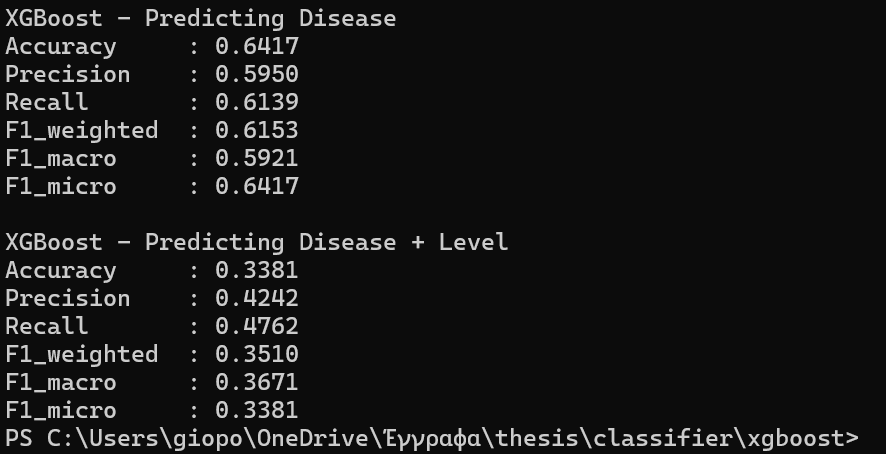 XGBoost - Predicting Disease
Accuracy : 0.6417
Precision : 0.5950
Recall : 0.6139
F1_weighted : 0.6153
F1_macro : 0.5921
F1_micro : 0.6417
XGBoost - Predicting Disease + Level
Accuracy : 0.3381
Precision : 0.4242
Recall : 0.4762
F1_weighted : 0.3510
F1_macro : 0.3671
F1_micro : 0.3381
PS C:\Users\giopo\OneDrive\Έγγραφα\thesis\classifier\xgboost>